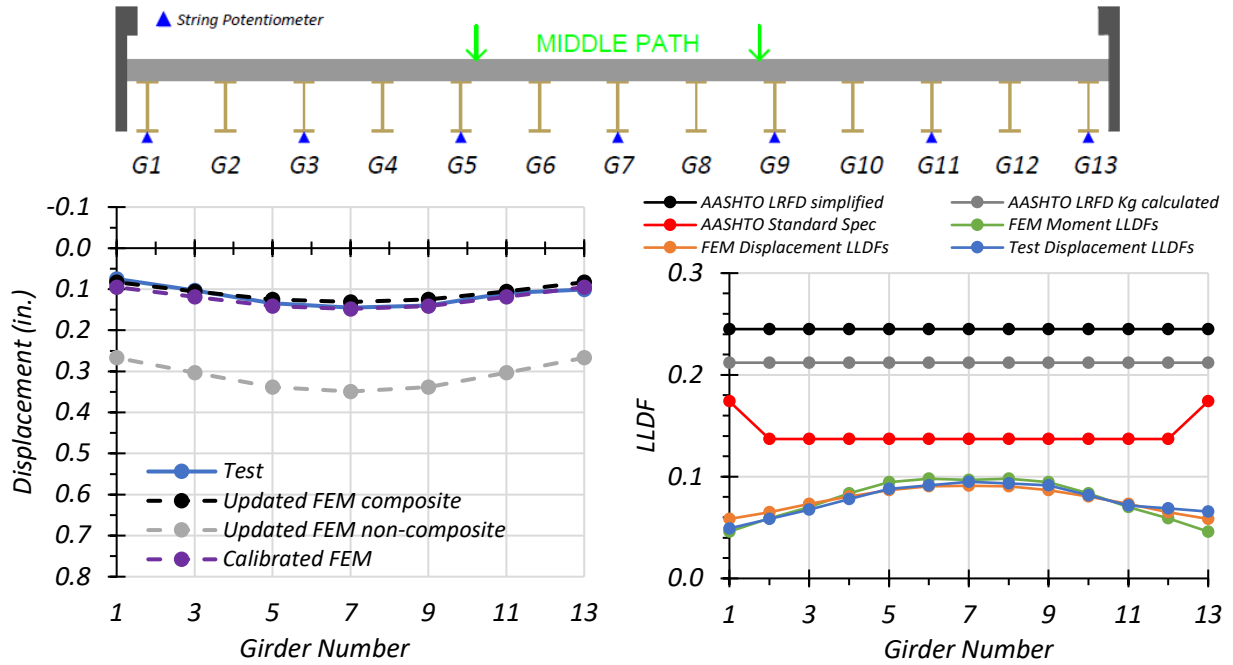 String Potentiometer
MIDDLE PATH
G1 G2 G3 G4 G5 G6 G7 G8 G9 G10 G11 G12 G13
-0.1
0.0
0.1
0.2
0.3
0.4
0.5
0.6
0.7
0.8
Displacement (in.)
Test
Updated FEM composite
Updated FEM non-composite
Calibrated FEM
1 3 5 7 9 11 13
Girder Number
AASHTO LRFD simplified AASHTO LRFD Kg calculated
AASHTO Standard Spec FEM Moment LLDFs
FEM Displacement LLDFs Test Displacement LLDFs
0.3
0.2
0.1
0.0
LLDF
1 3 5 7 9 11 13
Girder Number